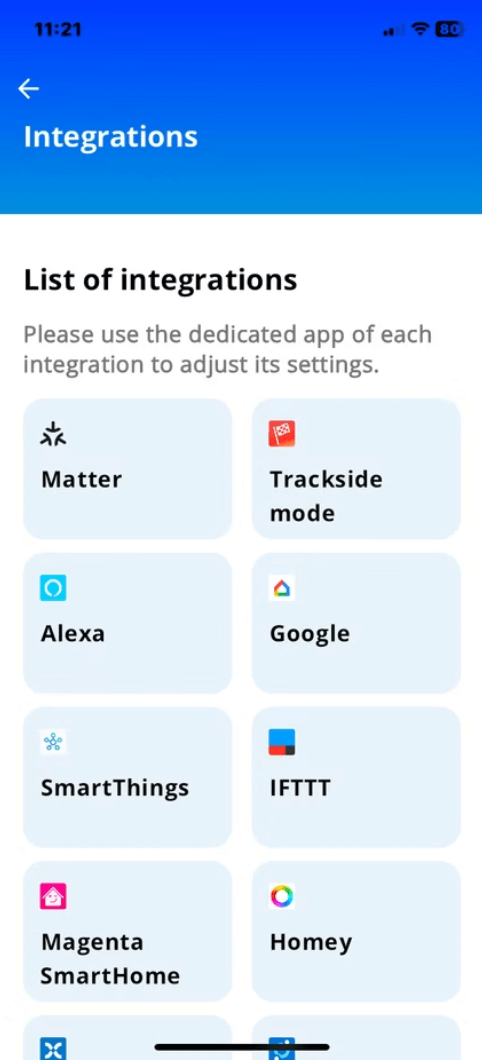 11:21
80
Integrations
List of integrations
Please use the dedicated app of each
integration to adjust its settings.
Matter
Trackside
mode
Alexa
Google
SmartThings
IFTTT
Magenta
SmartHome
Homey